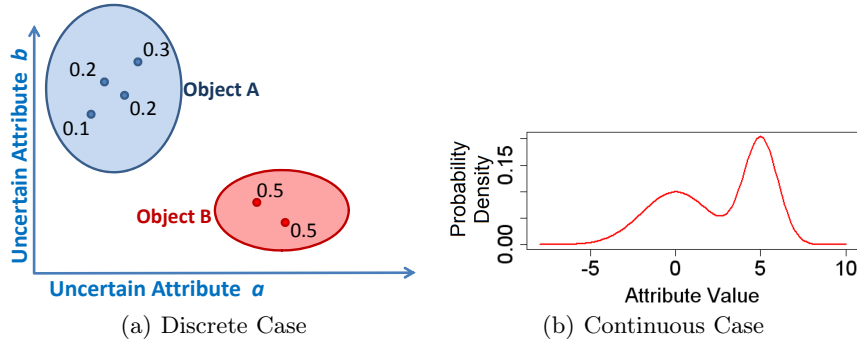 Uncertain Attribute b
0.3
0.2
Object A
0.2
0.1
0.5
Object B
0.5
Uncertain Attribute a
(a) Discrete Case
Probability
Density
0.15
0.00
-5
0
5
10
Attribute Value
(b) Continuous Case